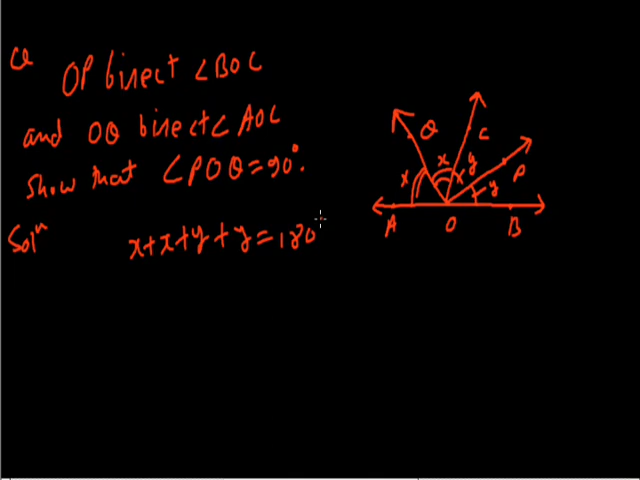 Q OP bisect ∠BOC
and OQ bisect ∠AOC
Show that ∠POQ=90°.
Solⁿ x+x+y+y=180
Q
C
x
x
y
P
y
A
O
B